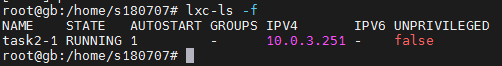 root@gb:/home/s180707# lxc-ls -f
NAME    STATE   AUTOSTART GROUPS IPV4       IPV6 UNPRIVILEGED
task2-1 RUNNING 1         -      10.0.3.251 -    false
root@gb:/home/s180707#